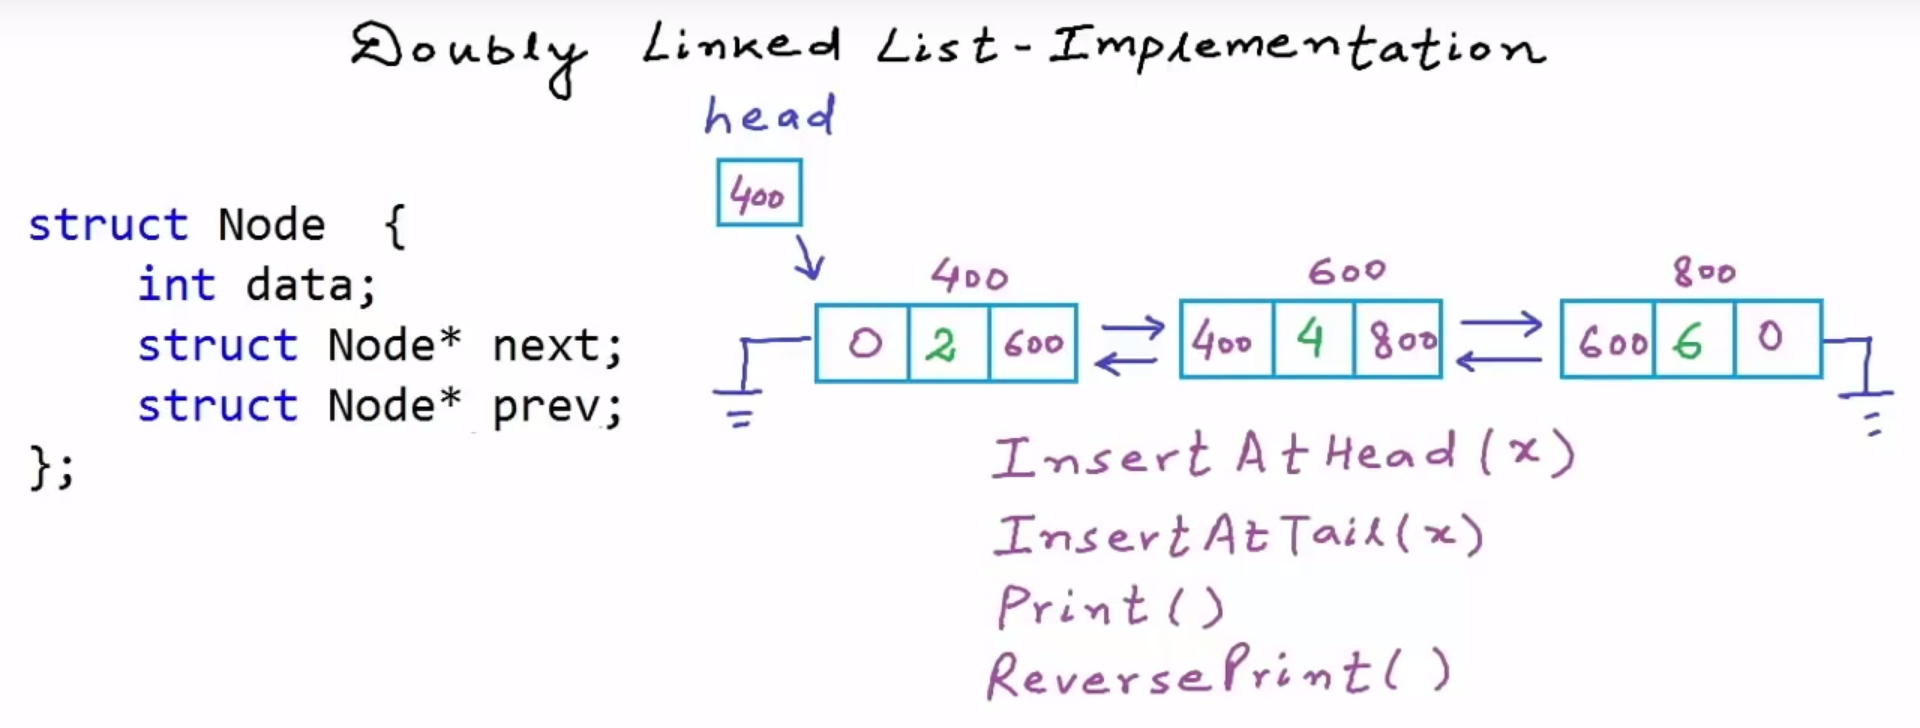 Doubly Linked List - Implementation
head
400
struct Node {
int data;
struct Node* next;
struct Node* prev;
};
400 600 800
0 2 600 400 4 800 600 6 0
InsertAtHead(x)
InsertAtTail(x)
Print()
ReversePrint()